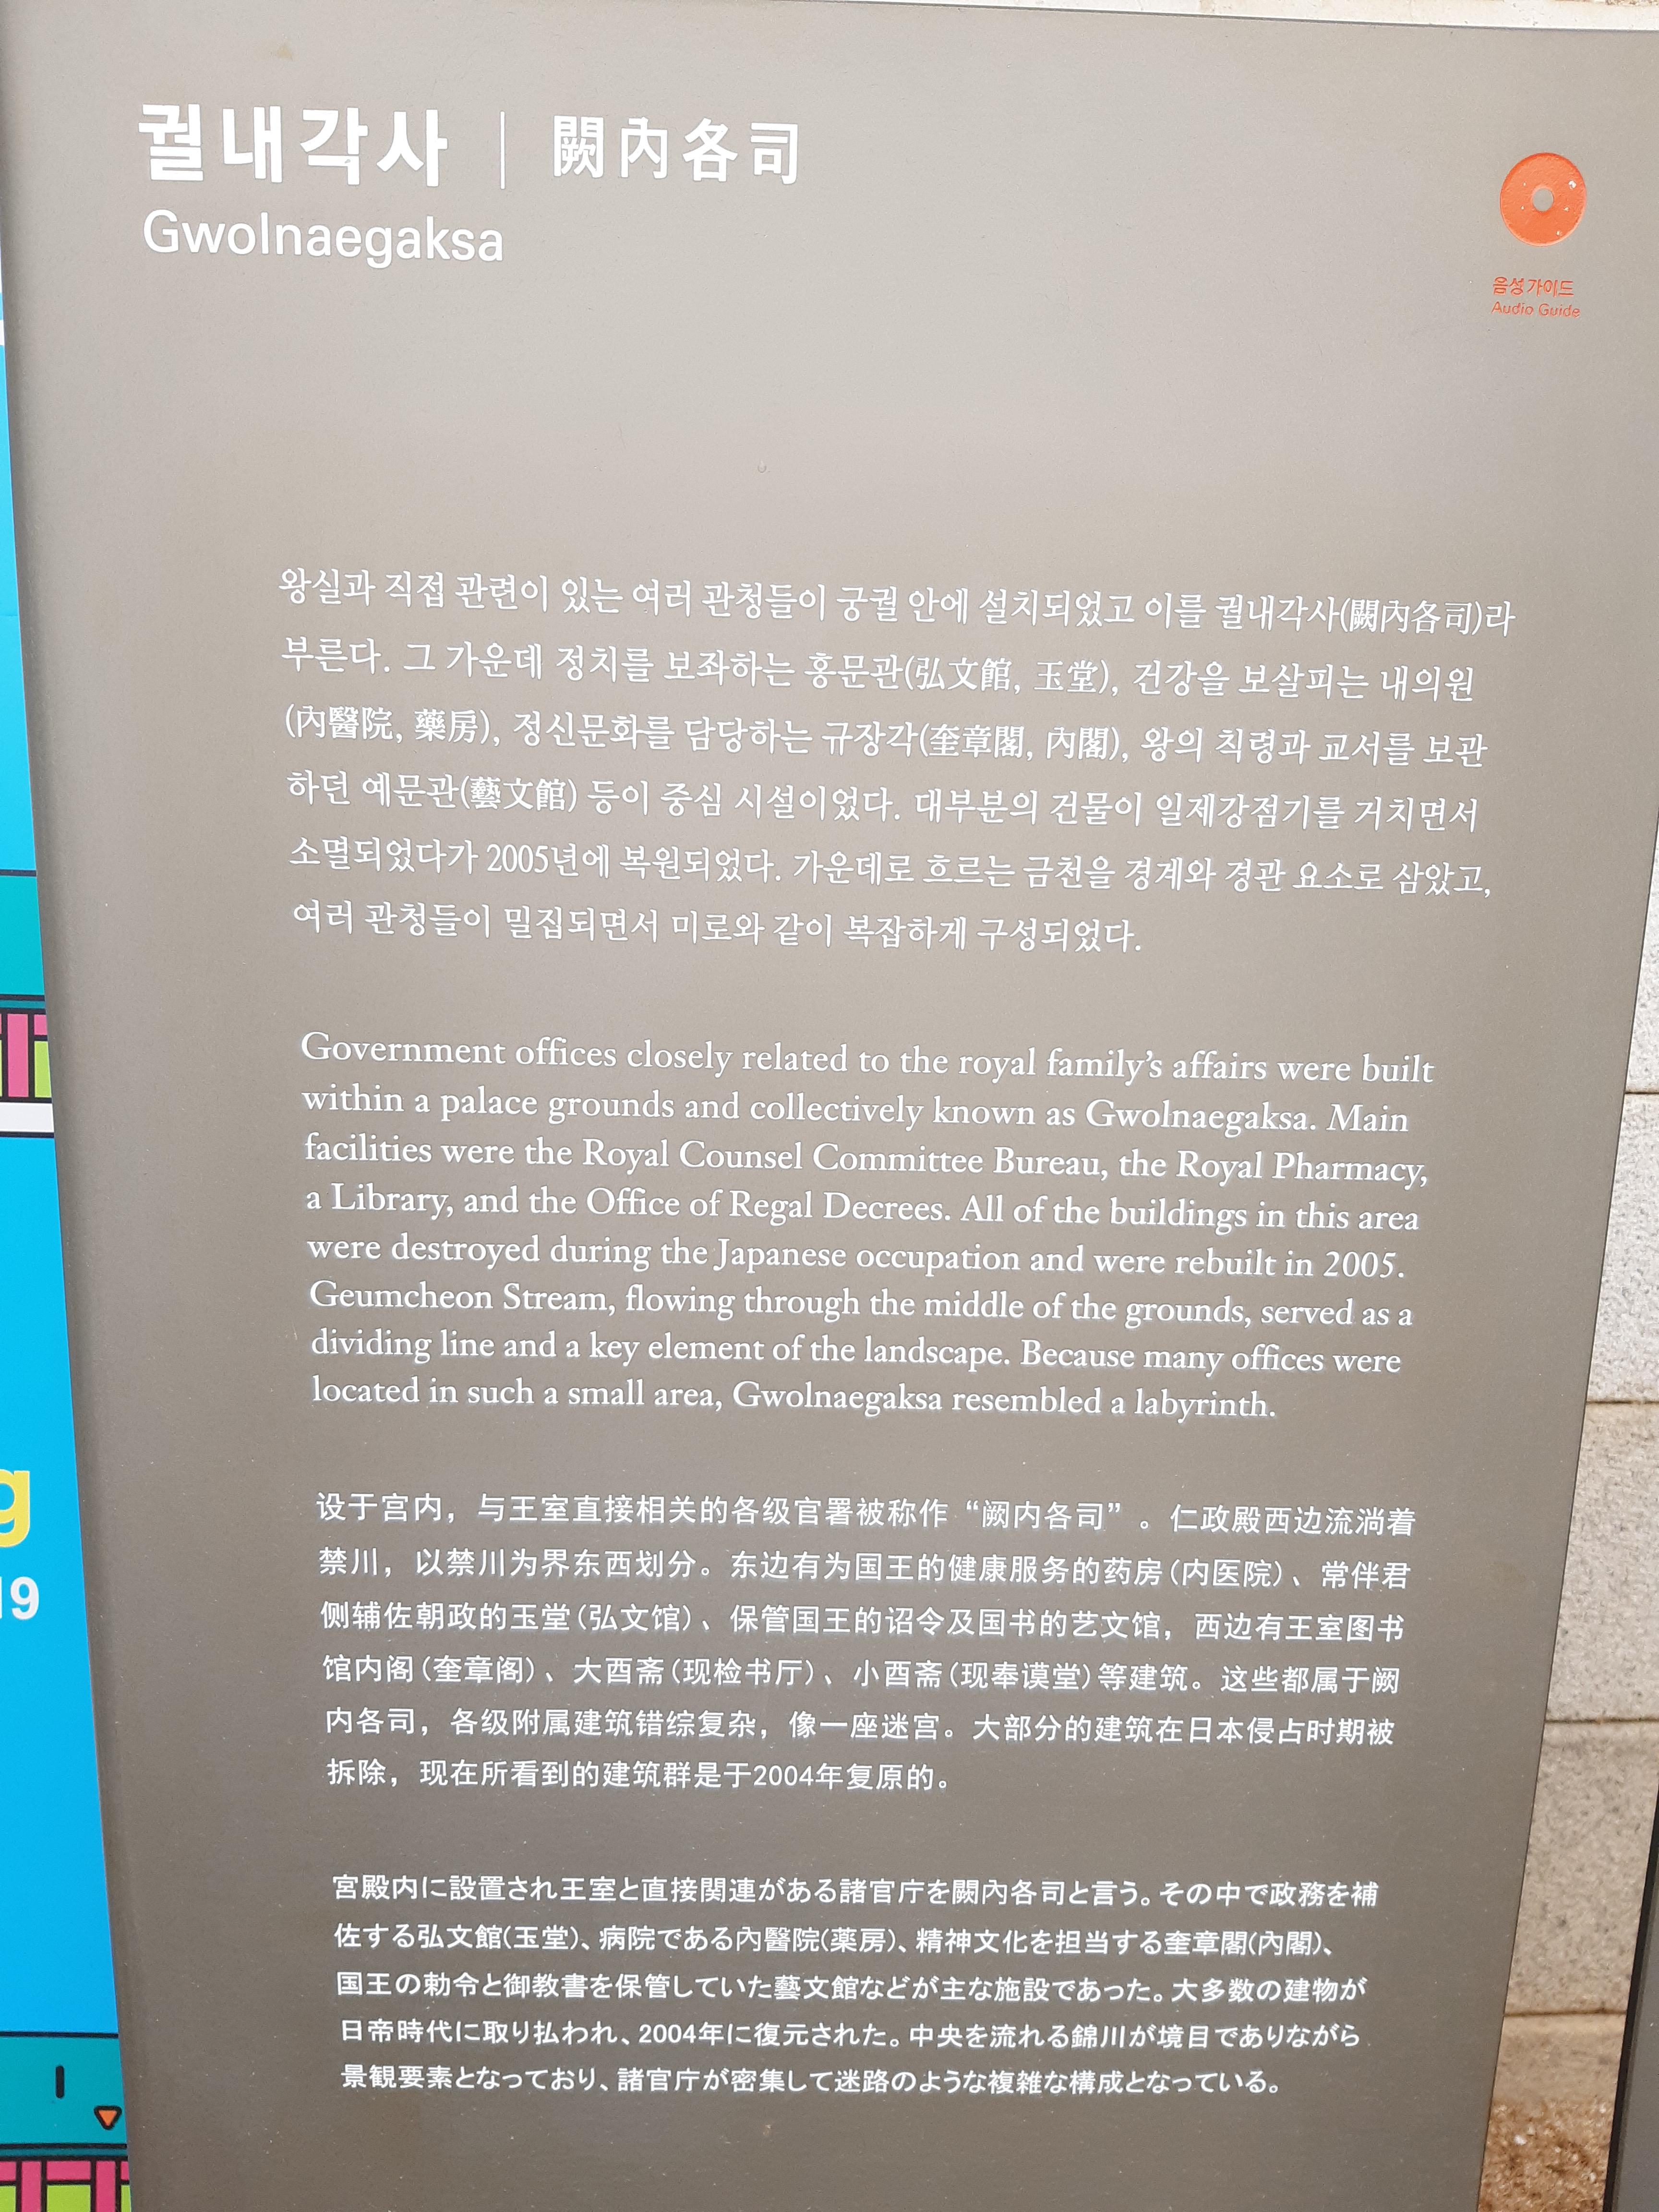 궐내각사 | 闕內各司
Gwolnaegaksa
음성 가이드
Audio Guide
왕실과 직접 관련이 있는 여러 관청들이 궁궐 안에 설치되었고 이를 궐내각사(闕內各司)라
부른다. 그 가운데 정치를 보좌하는 홍문관(弘文館, 玉堂), 건강을 보살피는 내의원
(內醫院, 藥房), 정신문화를 담당하는 규장각(奎章閣, 內閣), 왕의 칙령과 교서를 보관
하던 예문관(藝文館) 등이 중심 시설이었다. 대부분의 건물이 일제강점기를 거치면서
소멸되었다가 2005년에 복원되었다. 가운데로 흐르는 금천을 경계와 경관 요소로 삼았고,
여러 관청들이 밀집되면서 미로와 같이 복잡하게 구성되었다.
Government offices closely related to the royal family’s affairs were built
within a palace grounds and collectively known as Gwolnaegaksa. Main
facilities were the Royal Counsel Committee Bureau, the Royal Pharmacy,
a Library, and the Office of Regal Decrees. All of the buildings in this area
were destroyed during the Japanese occupation and were rebuilt in 2005.
Geumcheon Stream, flowing through the middle of the grounds, served as a
dividing line and a key element of the landscape. Because many offices were
located in such a small area, Gwolnaegaksa resembled a labyrinth.
设于宫内，与王室直接相关的各级官署被称作“阙内各司”。仁政殿西边流淌着
禁川，以禁川为界东西划分。东边有为国王的健康服务的药房(内医院)、常伴君
侧辅佐朝政的玉堂(弘文馆)、保管国王的诏令及国书的艺文馆，西边有王室图书
馆内阁(奎章阁)、大酉斋(现检书厅)、小酉斋(现奉谟堂)等建筑。这些都属于阙
内各司，各级附属建筑错综复杂，像一座迷宫。大部分的建筑在日本侵占时期被
拆除，现在所看到的建筑群是于2004年复原的。
宮殿内に設置され王室と直接関連がある諸官庁を闕內各司と言う。その中で政務を補
佐する弘文館(玉堂)、病院である內醫院(薬房)、精神文化を担当する奎章閣(內閣)、
国王の勅令と御教書を保管していた藝文館などが主な施設であった。大多数の建物が
日帝時代に取り払われ、2004年に復元された。中央を流れる錦川が境目でありながら
景観要素となっており、諸官庁が密集して迷路のような複雑な構成となっている。
g
19